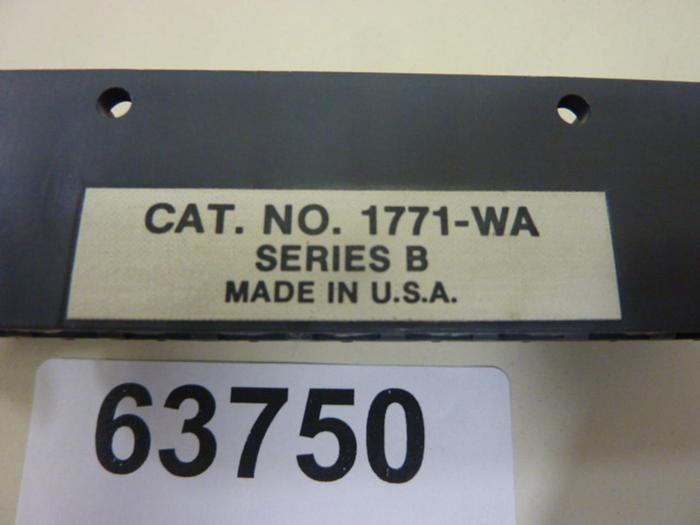 CAT. NO. 1771-WA
SERIES B
MADE IN U.S.A.
63750